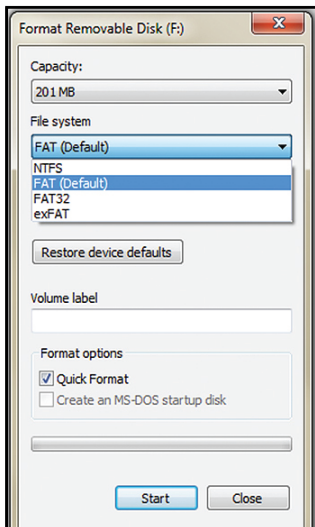 Format Removable Disk (F:)
Capacity:
201 MB
File system
FAT (Default)
NTFS
FAT (Default)
FAT32
exFAT
Restore device defaults
Volume label
Format options
Quick Format
Create an MS-DOS startup disk
Start Close